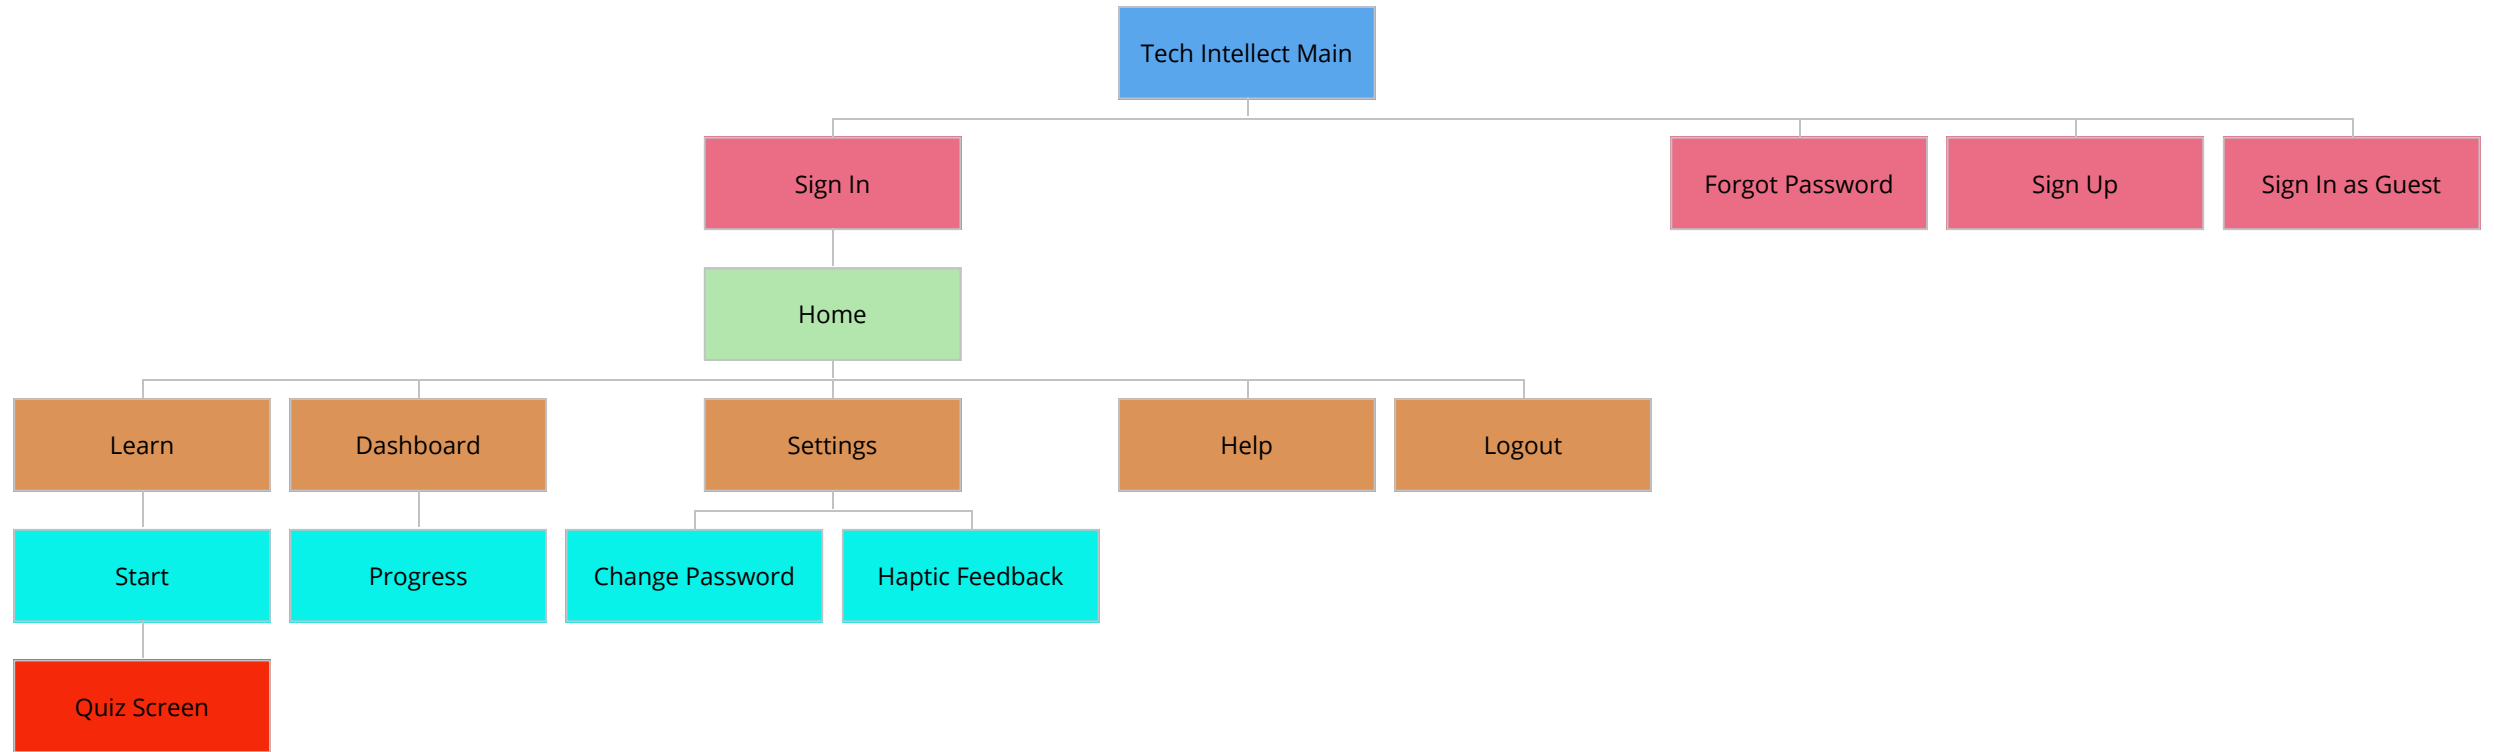 Tech Intellect Main
Sign In
Forgot Password
Sign Up
Sign In as Guest
Home
Learn
Dashboard
Settings
Help
Logout
Start
Progress
Change Password
Haptic Feedback
Quiz Screen